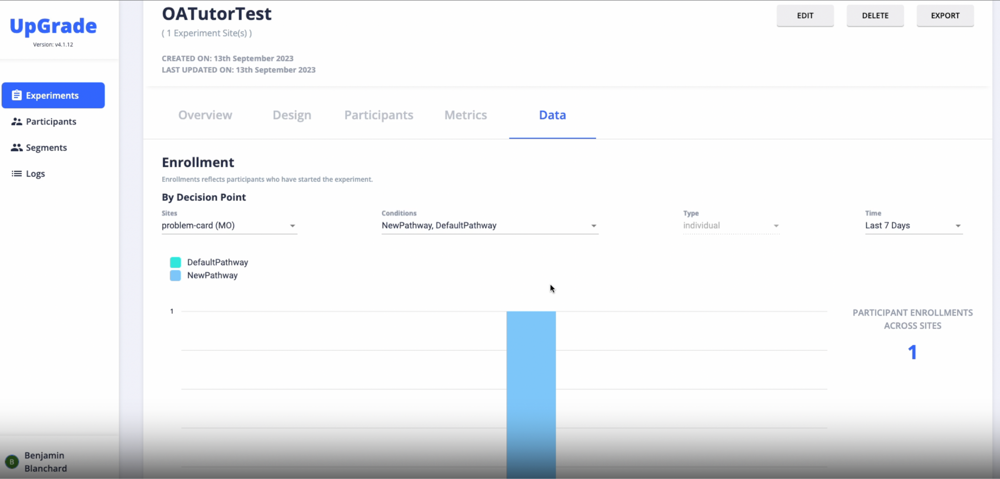 UpGrade
Version: v4.1.12
Experiments
Participants
Segments
Logs
B
Benjamin
Blanchard
OATutorTest
( 1 Experiment Site(s) )
EDIT
DELETE
EXPORT
CREATED ON: 13th September 2023
LAST UPDATED ON: 13th September 2023
Overview
Design
Participants
Metrics
Data
Enrollment
Enrollments reflects participants who have started the experiment.
By Decision Point
Sites
problem-card (MO)
Conditions
NewPathway, DefaultPathway
Type
individual
Time
Last 7 Days
DefaultPathway
NewPathway
1
PARTICIPANT ENROLLMENTS
ACROSS SITES
1